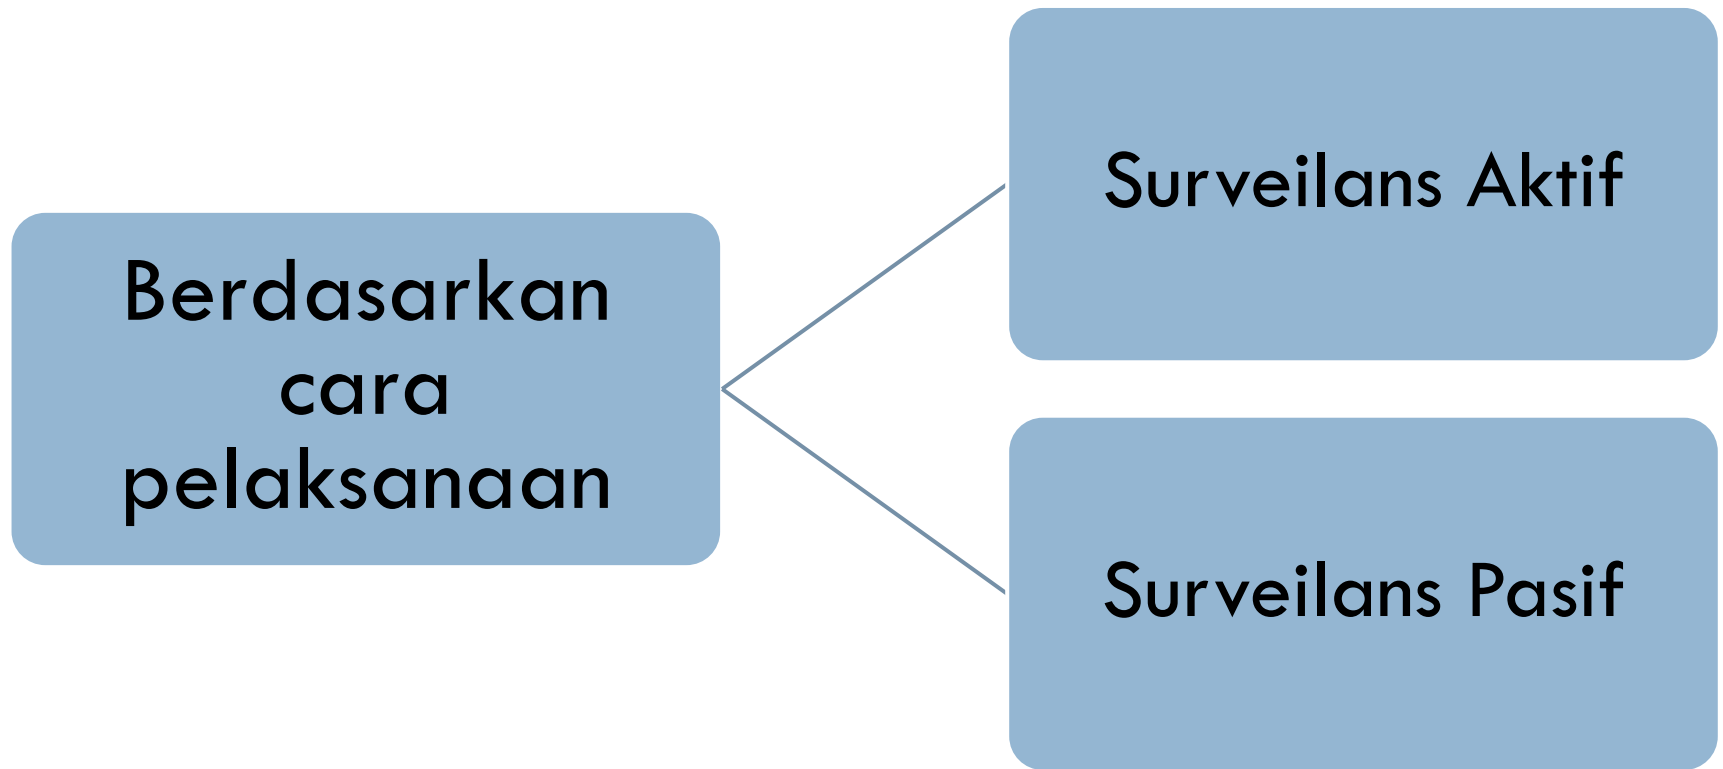 Berdasarkan
cara
pelaksanaan
Surveilans Aktif
Surveilans Pasif